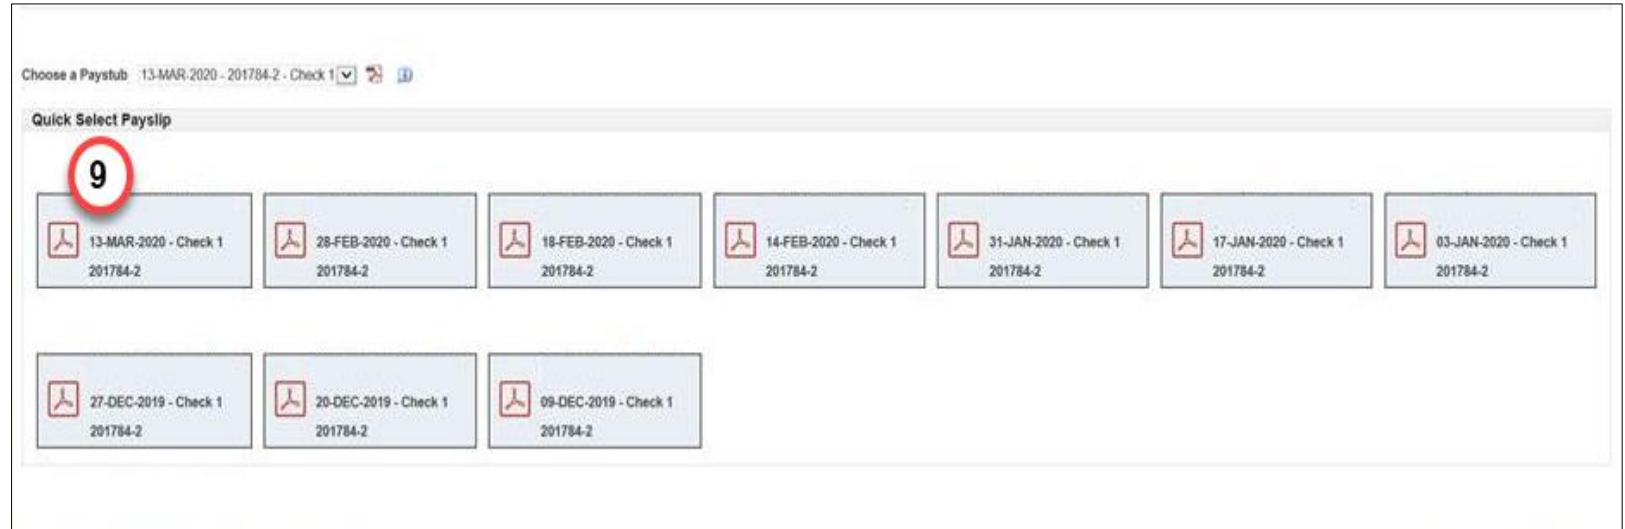 Choose a Paystub 13-MAR-2020 - 201784-2 - Check 1
Quick Select Payslip
9
13-MAR-2020 - Check 1
201784-2
28-FEB-2020 - Check 1
201784-2
18-FEB-2020 - Check 1
201784-2
14-FEB-2020 - Check 1
201784-2
31-JAN-2020 - Check 1
201784-2
17-JAN-2020 - Check 1
201784-2
03-JAN-2020 - Check 1
201784-2
27-DEC-2019 - Check 1
201784-2
20-DEC-2019 - Check 1
201784-2
09-DEC-2019 - Check 1
201784-2